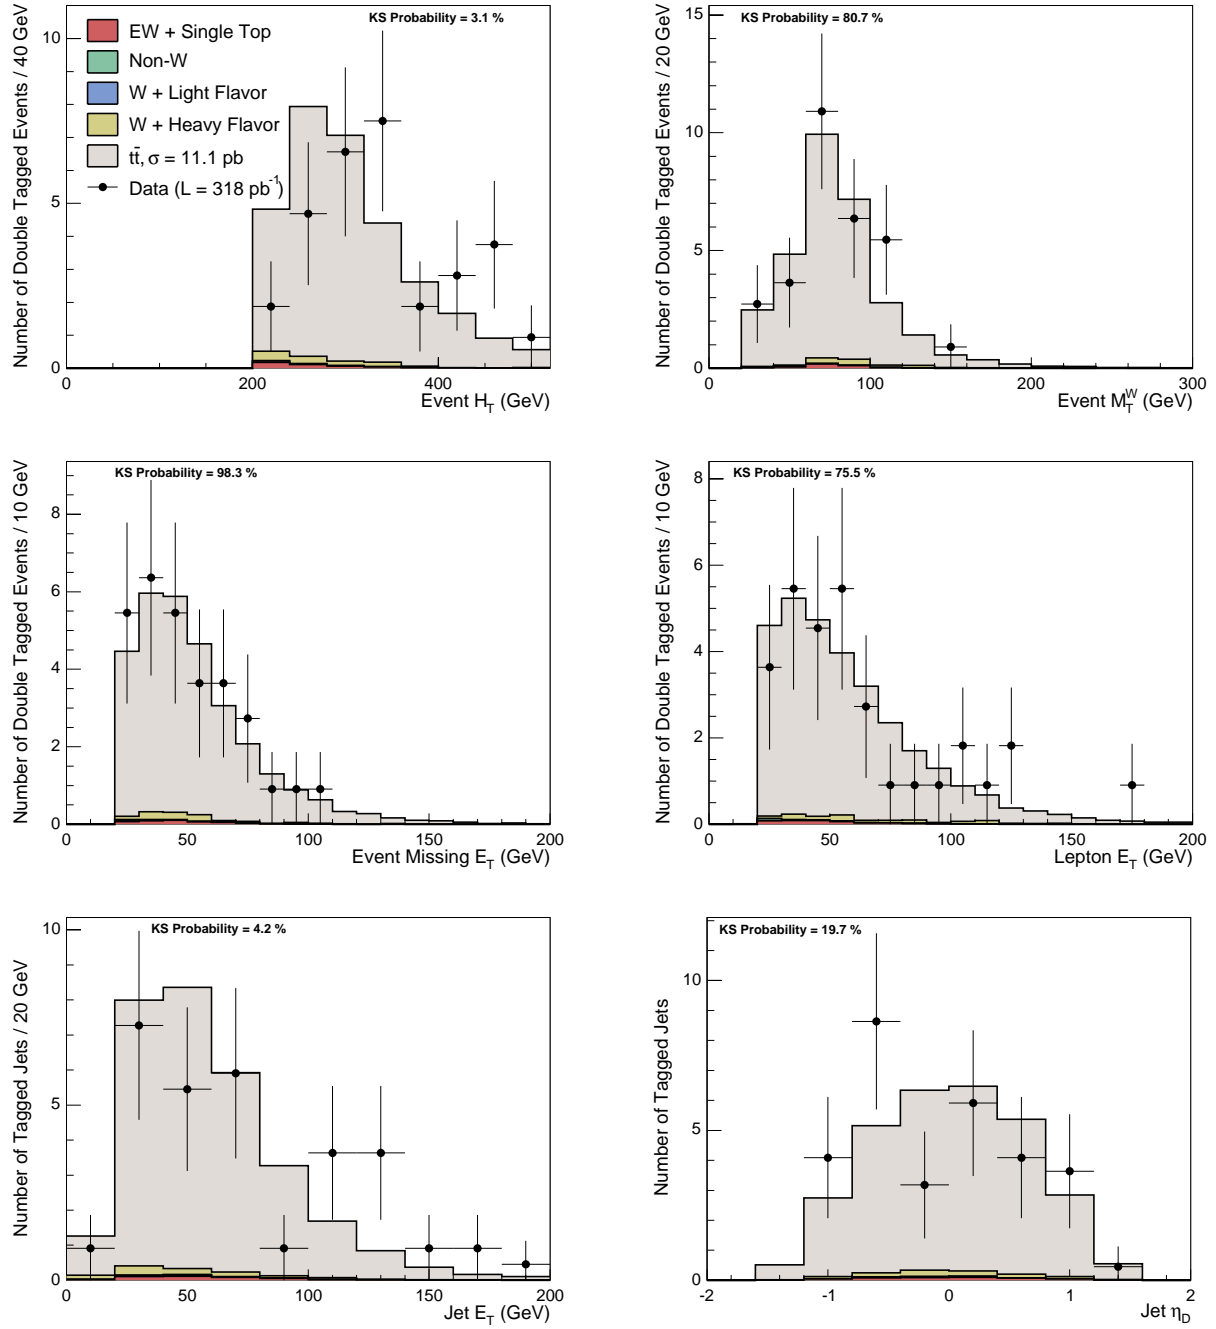 KS Probability = 3.1 %
Number of Double Tagged Events / 40 GeV
10
5
0
EW + Single Top
Non-W
W + Light Flavor
W + Heavy Flavor
tt̄, σ = 11.1 pb
Data (L = 318 pb⁻¹)
0 200 400
Event H_T (GeV)
KS Probability = 80.7 %
Number of Double Tagged Events / 20 GeV
15
10
5
0
0 100 200 300
Event M_T^W (GeV)
KS Probability = 98.3 %
Number of Double Tagged Events / 10 GeV
8
6
4
2
0
0 50 100 150 200
Event Missing E_T (GeV)
KS Probability = 75.5 %
Number of Double Tagged Events / 10 GeV
8
6
4
2
0
0 50 100 150 200
Lepton E_T (GeV)
KS Probability = 4.2 %
Number of Tagged Jets / 20 GeV
10
5
0
0 50 100 150 200
Jet E_T (GeV)
KS Probability = 19.7 %
Number of Tagged Jets
10
5
0
-2 -1 0 1 2
Jet η_D